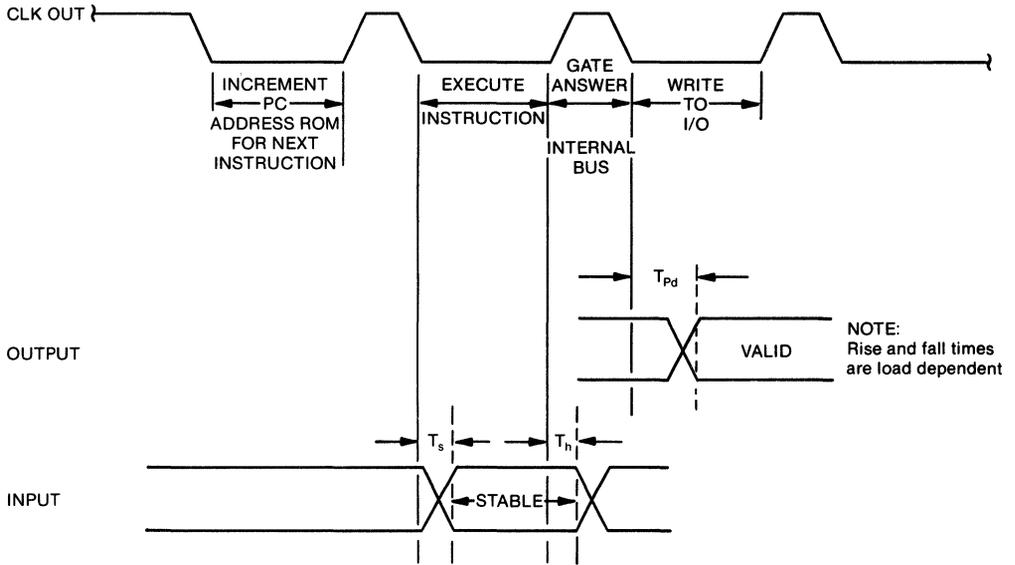 CLK OUT
INCREMENT
PC
ADDRESS ROM
FOR NEXT
INSTRUCTION
EXECUTE
INSTRUCTION
GATE
ANSWER
INTERNAL
BUS
WRITE
TO
I/O
TPd
OUTPUT
VALID
NOTE:
Rise and fall times
are load dependent
Ts
Th
INPUT
STABLE